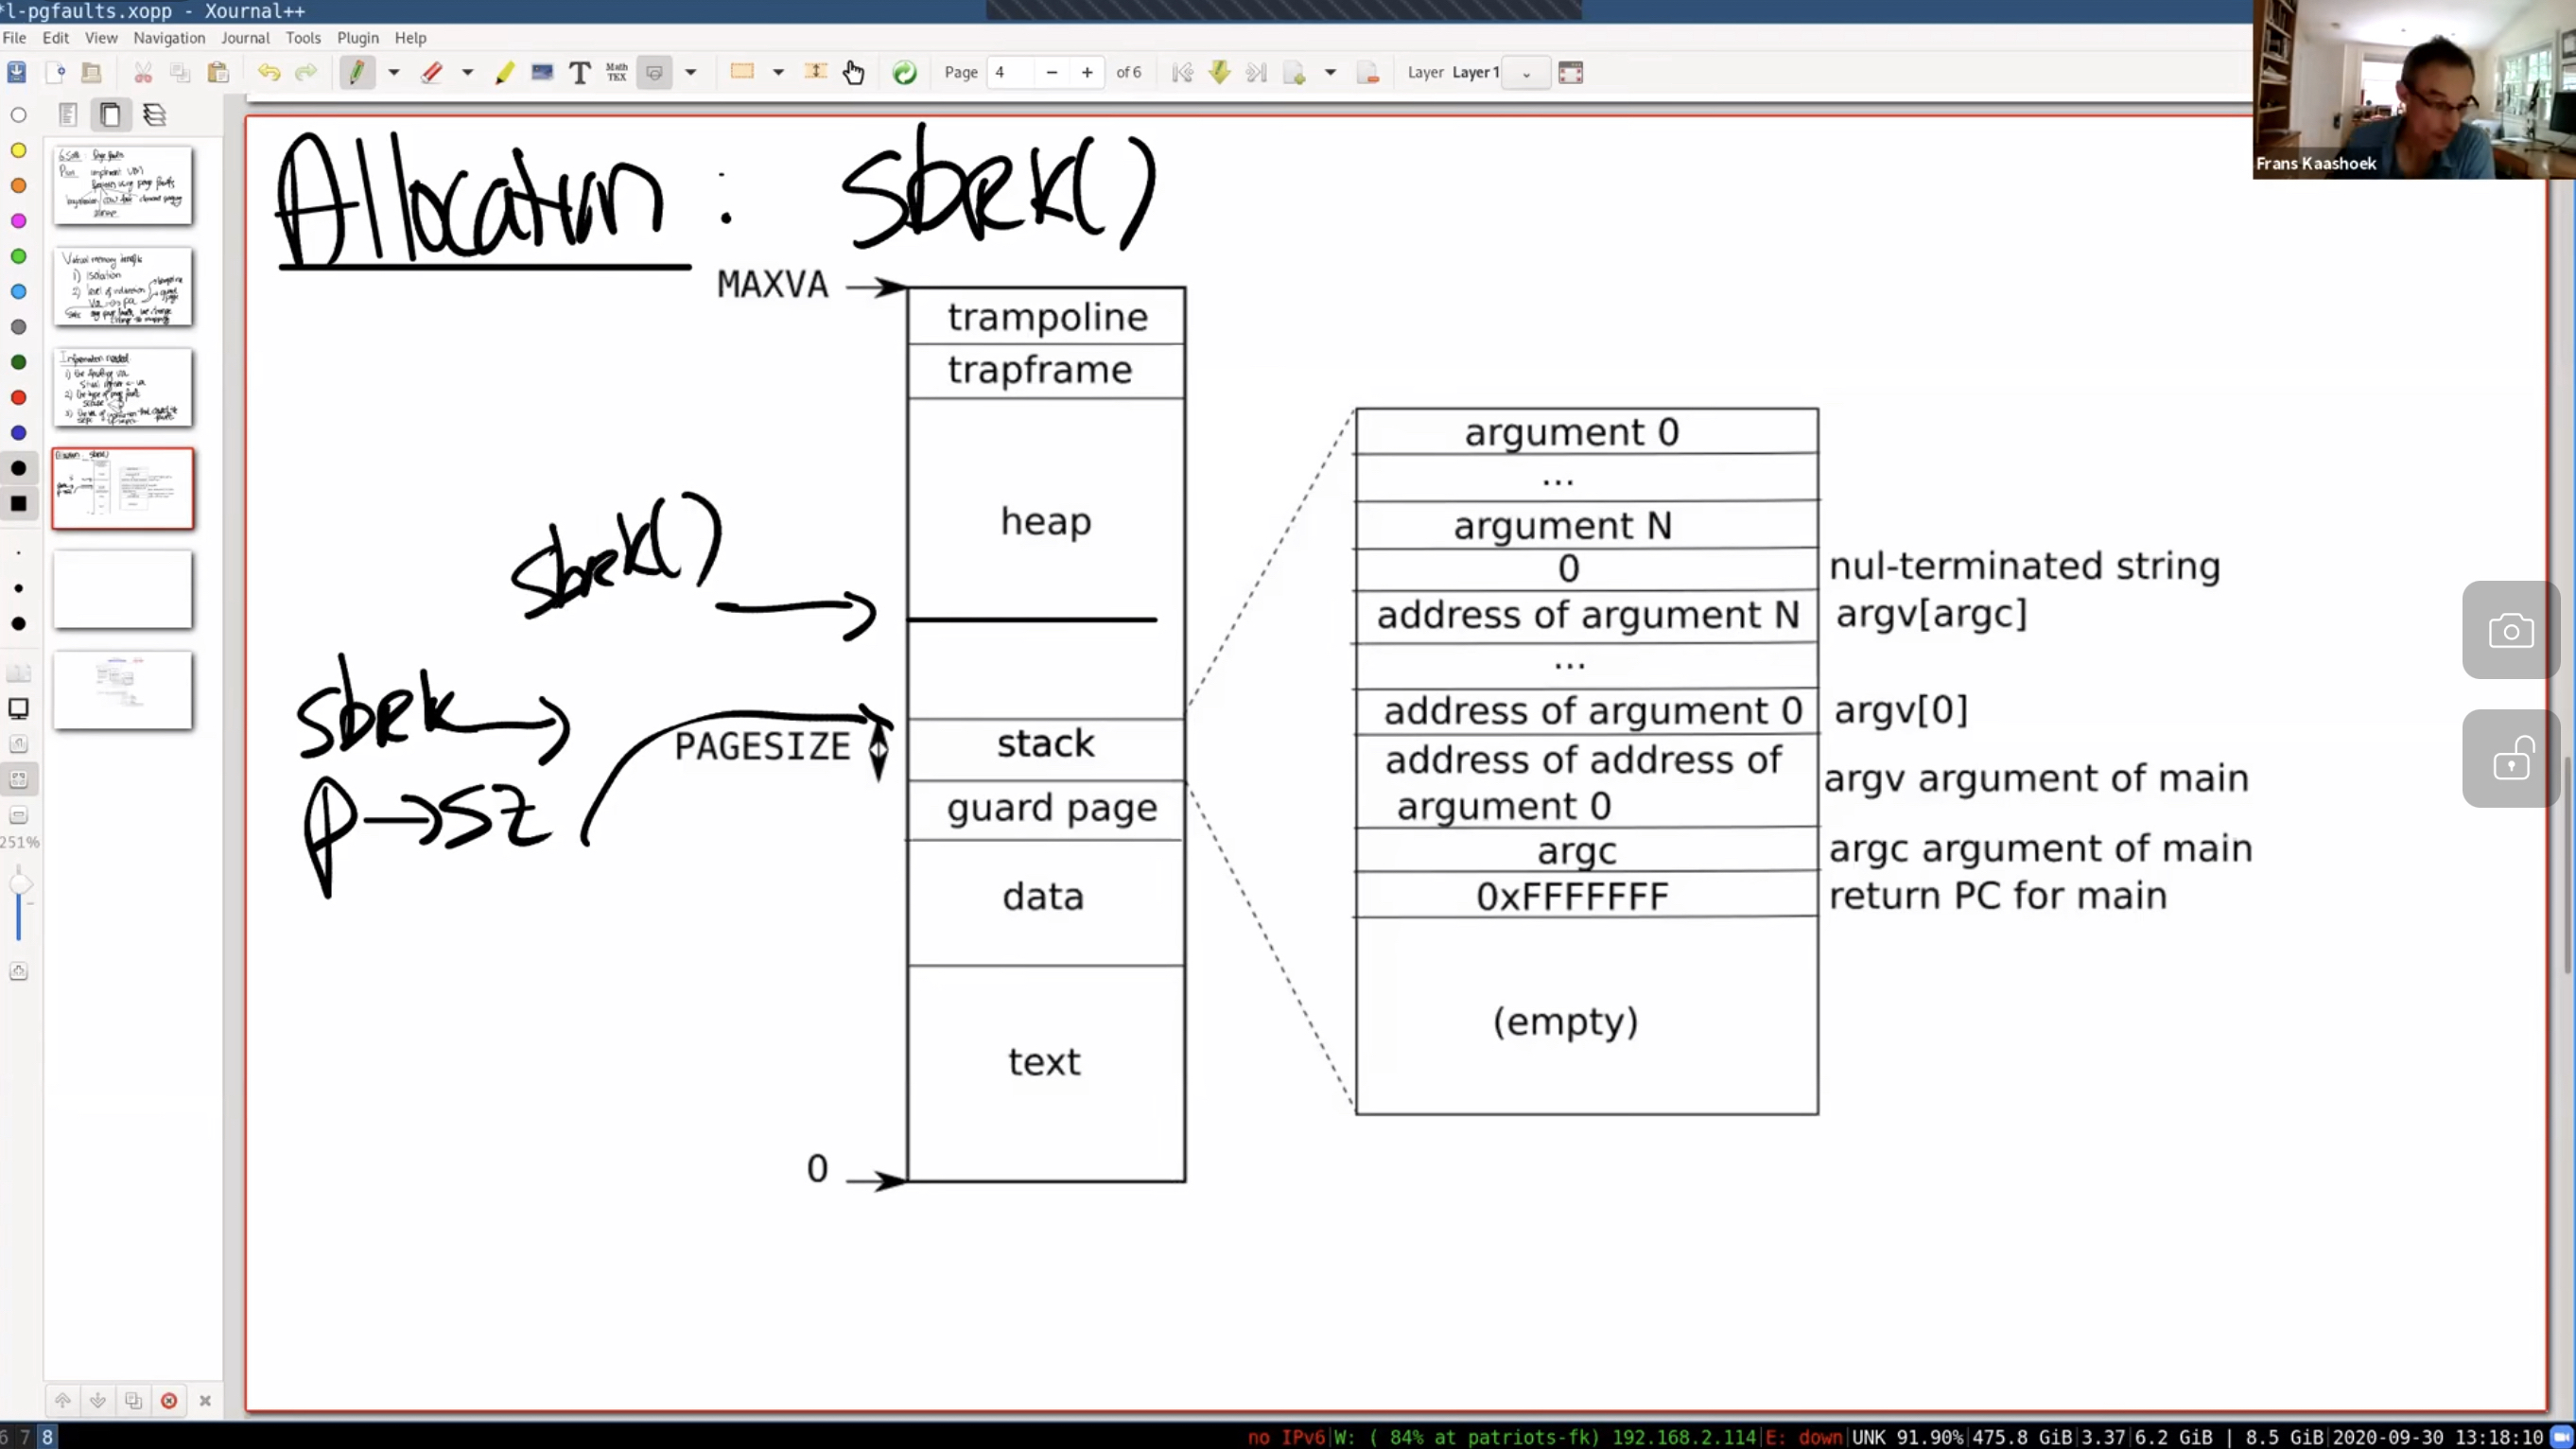 *l-pgfaults.xopp - Xournal++
File Edit View Navigation Journal Tools Plugin Help
Page 4 of 6 Layer Layer 1
Frans Kaashoek
Allocation : sbrk()
MAXVA
trampoline
trapframe
heap
sbrk()
sbrk
p->sz
PAGESIZE
stack
guard page
data
text
0
argument 0
...
argument N
0 nul-terminated string
address of argument N argv[argc]
...
address of argument 0 argv[0]
address of address of
argument 0 argv argument of main
argc argc argument of main
0xFFFFFFF return PC for main
(empty)
251%
6 7 8 no IPv6|W: ( 84% at patriots-fk) 192.168.2.114|E: down|UNK 91.90%|475.8 GiB|3.37|6.2 GiB | 8.5 GiB|2020-09-30 13:18:10